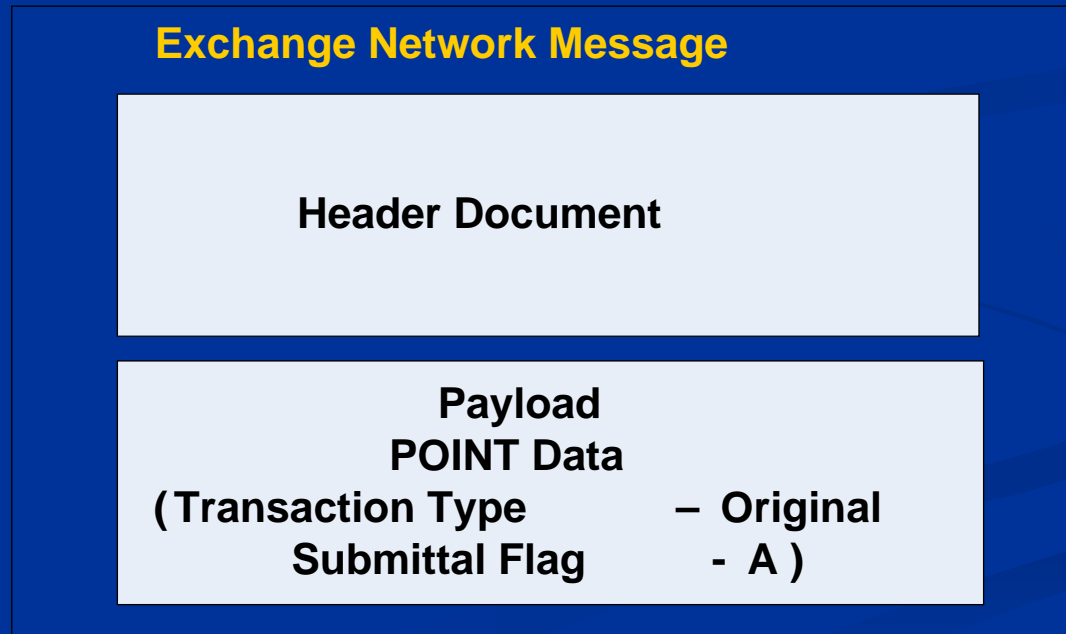 Exchange Network Message
Header Document
Payload
POINT Data
(Transaction Type – Original
Submittal Flag - A )